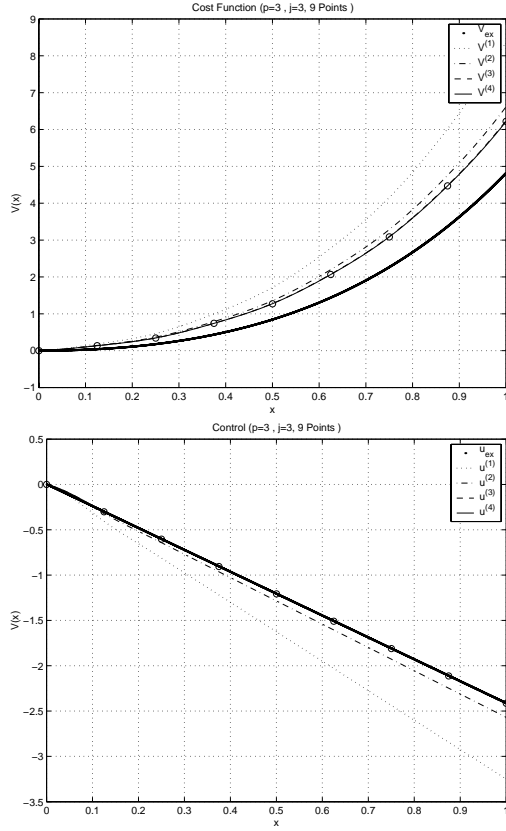 Cost Function (p=3 , j=3, 9 Points )
V_ex
V^(1)
V^(2)
V^(3)
V^(4)
9
8
7
6
5
4
3
2
1
0
−1
V(x)
0 0.1 0.2 0.3 0.4 0.5 0.6 0.7 0.8 0.9 1
x
Control (p=3 , j=3, 9 Points )
u_ex
u^(1)
u^(2)
u^(3)
u^(4)
0.5
0
−0.5
−1
−1.5
−2
−2.5
−3
−3.5
V(x)
0 0.1 0.2 0.3 0.4 0.5 0.6 0.7 0.8 0.9 1
x